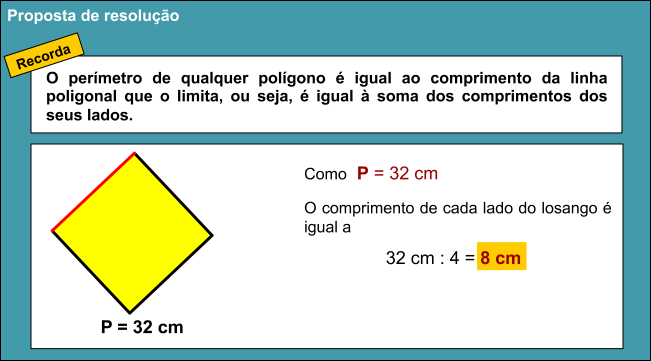 Proposta de resolução
Recorda
O perímetro de qualquer polígono é igual ao comprimento da linha
poligonal que o limita, ou seja, é igual à soma dos comprimentos dos
seus lados.
Como P = 32 cm
O comprimento de cada lado do losango é
igual a
32 cm : 4 = 8 cm
P = 32 cm